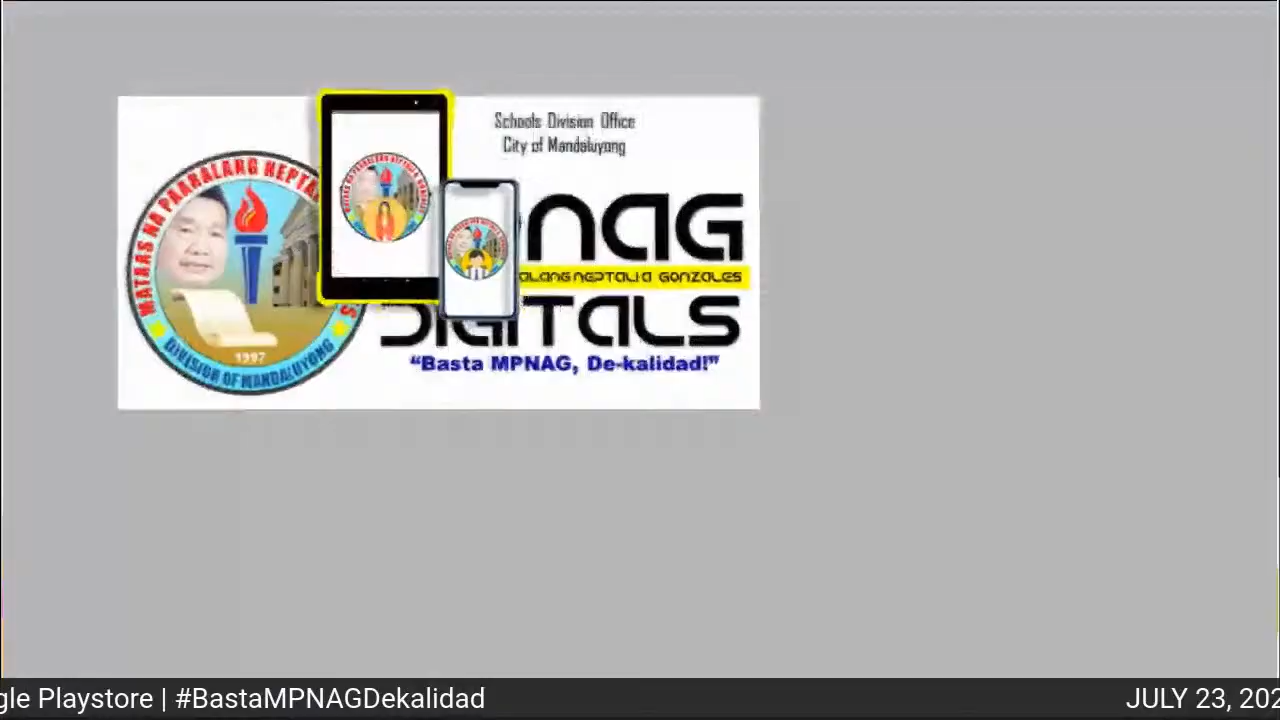 Schools Division Office
City of Mandaluyong
MATAAS NA PAARALANG NEPTA
NAG
ALANG NEPTALI A GONZALES
DIGITALS
"Basta MPNAG, De-kalidad!"
1997
DIVISION OF MANDALUYONG
gle Playstore | #BastaMPNAGDekalidad
JULY 23, 202